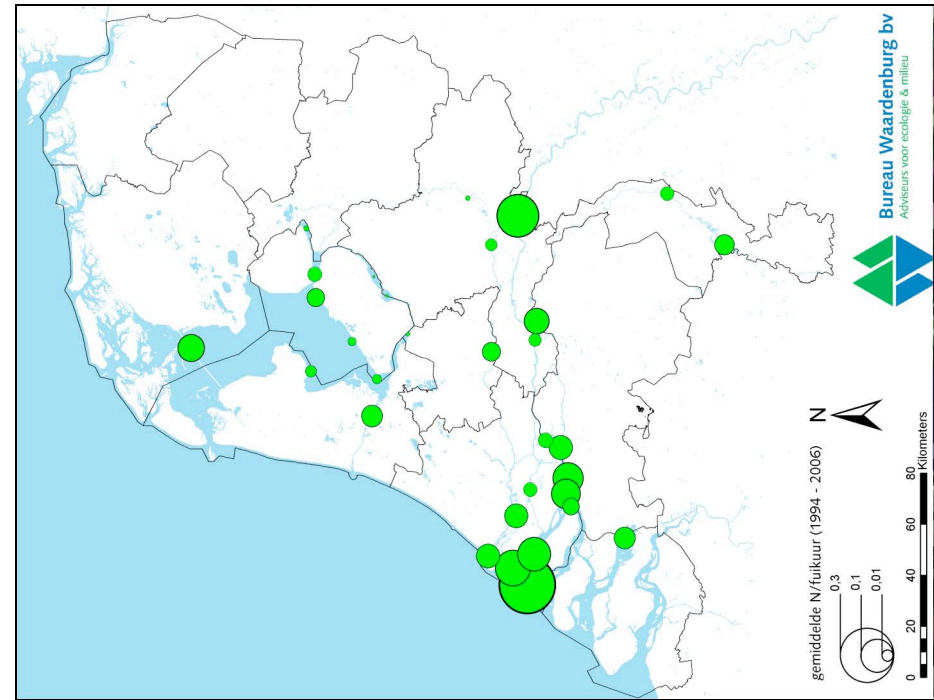 Bureau Waardenburg bv
Adviseurs voor ecologie & milieu
N
gemiddelde N/fuikuur (1994 - 2006)
0,3
0,1
0,01
0 20 40 60 80
Kilometers